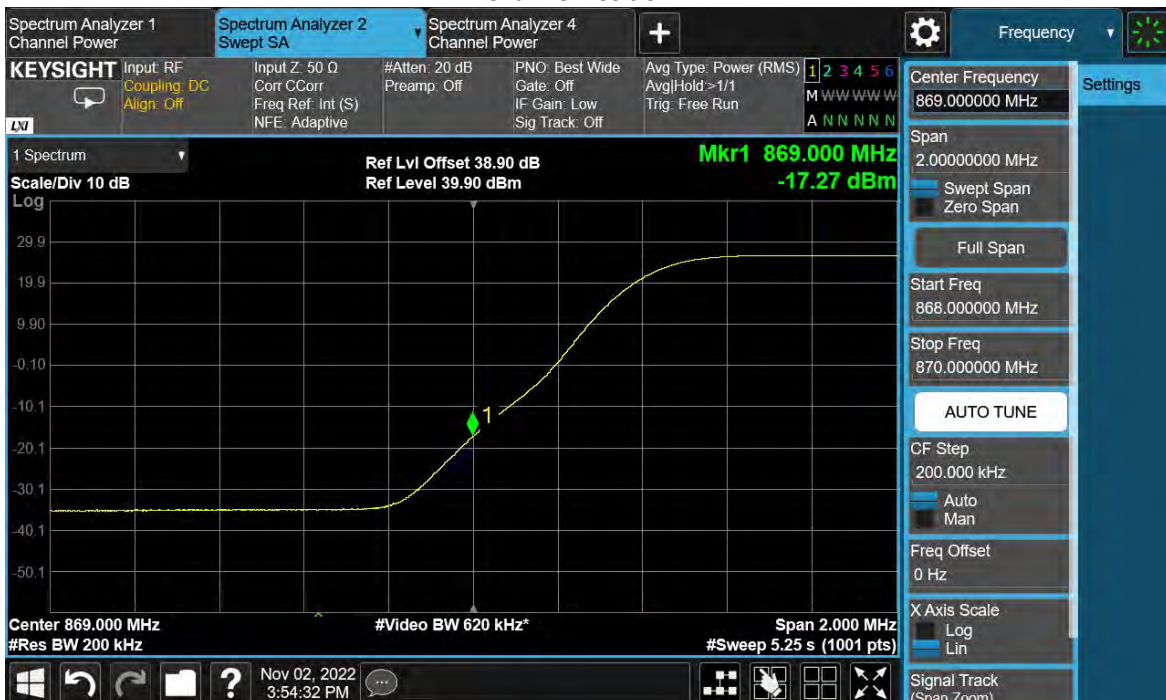 Spectrum Analyzer 1
Channel Power
Spectrum Analyzer 2
Swept SA
Spectrum Analyzer 4
Channel Power
Frequency
KEYSIGHT
LXI
Input: RF
Coupling: DC
Align: Off
Input Z: 50 Ω
Corr CCorr
Freq Ref: Int (S)
NFE: Adaptive
#Atten: 20 dB
Preamp: Off
PNO: Best Wide
Gate: Off
IF Gain: Low
Sig Track: Off
Avg Type: Power (RMS)
Avg|Hold:>1/1
Trig: Free Run
1 2 3 4 5 6
M W W W W W
A N N N N N
1 Spectrum
Scale/Div 10 dB
Log
Ref Lvl Offset 38.90 dB
Ref Level 39.90 dBm
Mkr1 869.000 MHz
-17.27 dBm
29.9
19.9
9.90
-0.10
-10.1
-20.1
-30.1
-40.1
-50.1
1
Center 869.000 MHz
#Res BW 200 kHz
#Video BW 620 kHz*
Span 2.000 MHz
#Sweep 5.25 s (1001 pts)
Nov 02, 2022
3:54:32 PM
Settings
Center Frequency
869.000000 MHz
Span
2.00000000 MHz
Swept Span
Zero Span
Full Span
Start Freq
868.000000 MHz
Stop Freq
870.000000 MHz
AUTO TUNE
CF Step
200.000 kHz
Auto
Man
Freq Offset
0 Hz
X Axis Scale
Log
Lin
Signal Track
(Span Zoom)